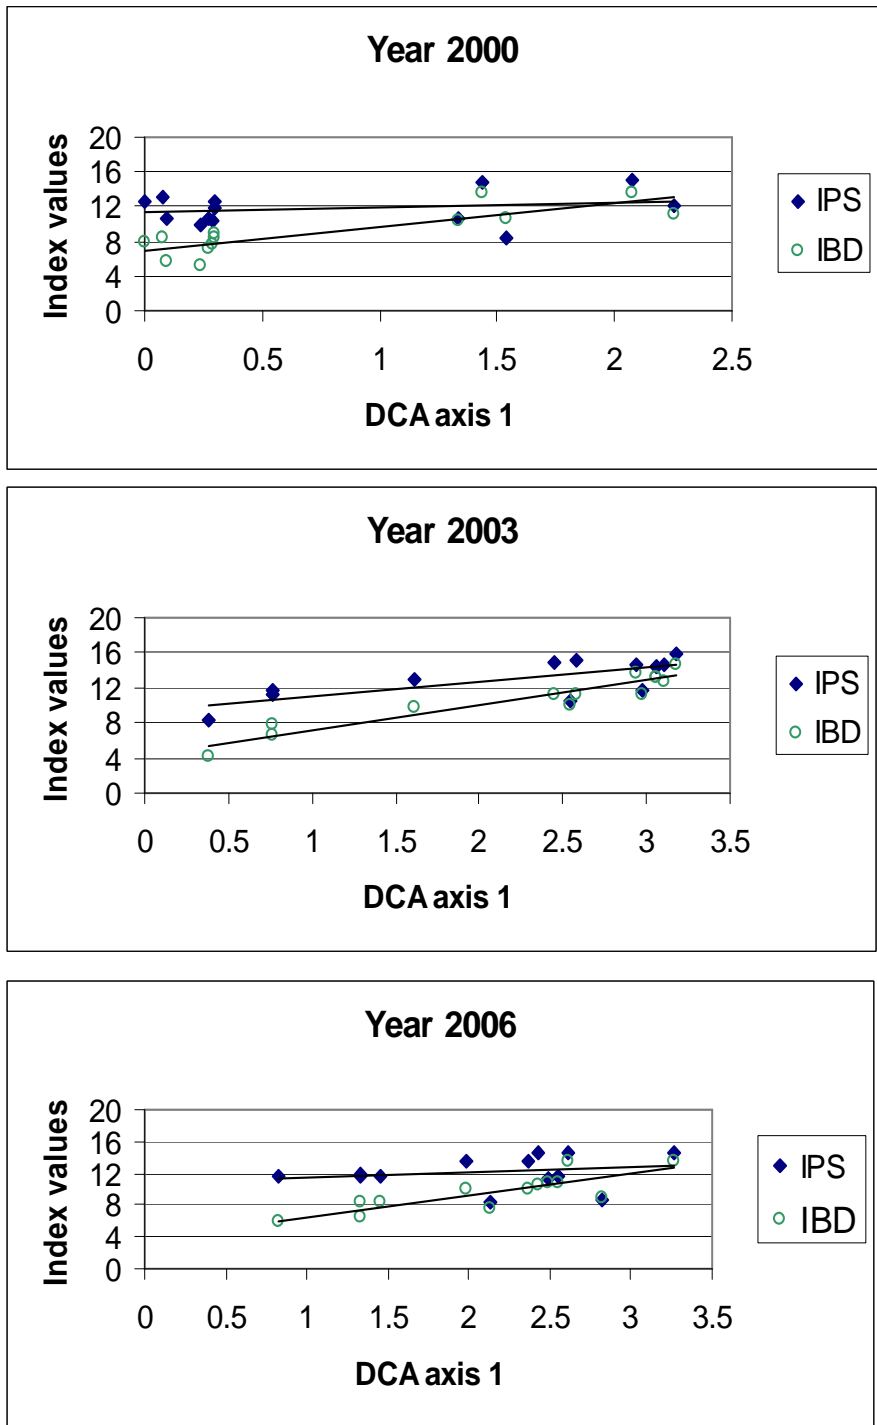 Year 2000
Index values
20
16
12
8
4
0
0 0.5 1 1.5 2 2.5
DCA axis 1
IPS
IBD
Year 2003
Index values
20
16
12
8
4
0
0 0.5 1 1.5 2 2.5 3 3.5
DCA axis 1
IPS
IBD
Year 2006
Index values
20
16
12
8
4
0
0 0.5 1 1.5 2 2.5 3 3.5
DCA axis 1
IPS
IBD